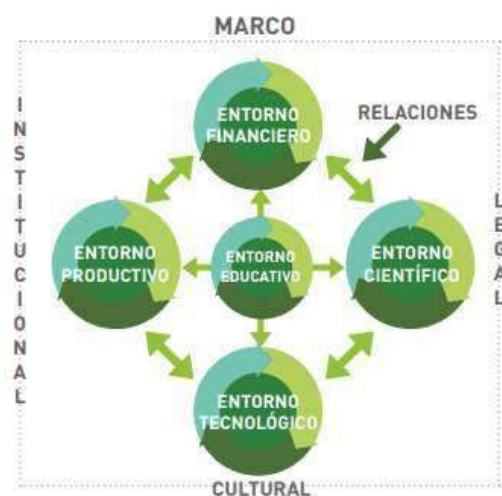 MARCO
INSTITUCIONAL
ENTORNO
FINANCIERO
RELACIONES
ENTORNO
PRODUCTIVO
ENTORNO
EDUCATIVO
ENTORNO
CIENTÍFICO
LEGAL
ENTORNO
TECNOLÓGICO
CULTURAL